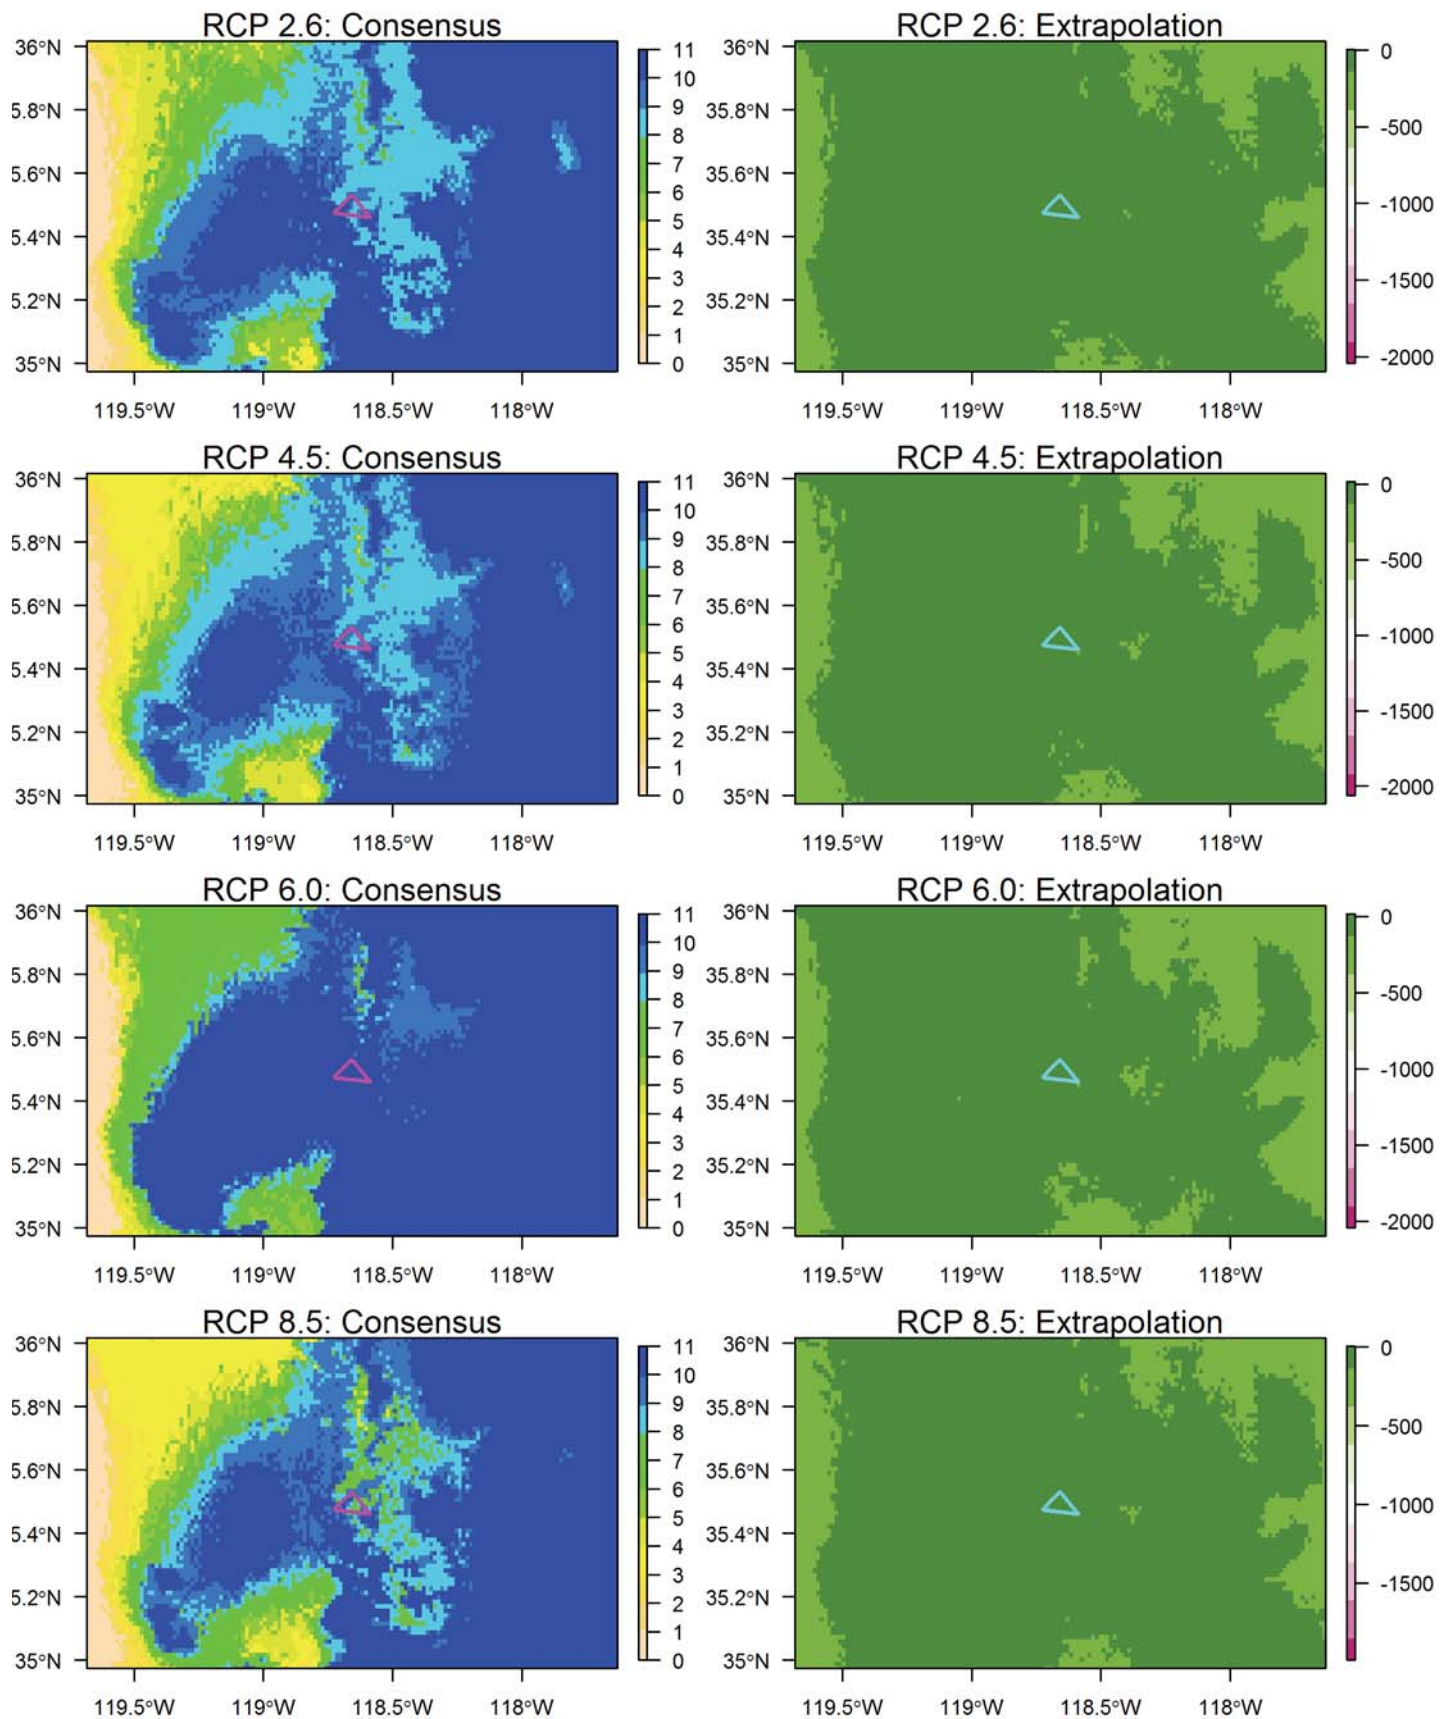 RCP 2.6: Consensus
36°N
5.8°N
5.6°N
5.4°N
5.2°N
35°N
119.5°W 119°W 118.5°W 118°W
11
10
9
8
7
6
5
4
3
2
1
0
RCP 2.6: Extrapolation
36°N
35.8°N
35.6°N
35.4°N
35.2°N
35°N
119.5°W 119°W 118.5°W 118°W
0
-500
-1000
-1500
-2000
RCP 4.5: Consensus
36°N
5.8°N
5.6°N
5.4°N
5.2°N
35°N
119.5°W 119°W 118.5°W 118°W
11
10
9
8
7
6
5
4
3
2
1
0
RCP 4.5: Extrapolation
36°N
35.8°N
35.6°N
35.4°N
35.2°N
35°N
119.5°W 119°W 118.5°W 118°W
0
-500
-1000
-1500
-2000
RCP 6.0: Consensus
36°N
5.8°N
5.6°N
5.4°N
5.2°N
35°N
119.5°W 119°W 118.5°W 118°W
11
10
9
8
7
6
5
4
3
2
1
0
RCP 6.0: Extrapolation
36°N
35.8°N
35.6°N
35.4°N
35.2°N
35°N
119.5°W 119°W 118.5°W 118°W
0
-500
-1000
-1500
-2000
RCP 8.5: Consensus
36°N
5.8°N
5.6°N
5.4°N
5.2°N
35°N
119.5°W 119°W 118.5°W 118°W
11
10
9
8
7
6
5
4
3
2
1
0
RCP 8.5: Extrapolation
36°N
35.8°N
35.6°N
35.4°N
35.2°N
35°N
119.5°W 119°W 118.5°W 118°W
0
-500
-1000
-1500